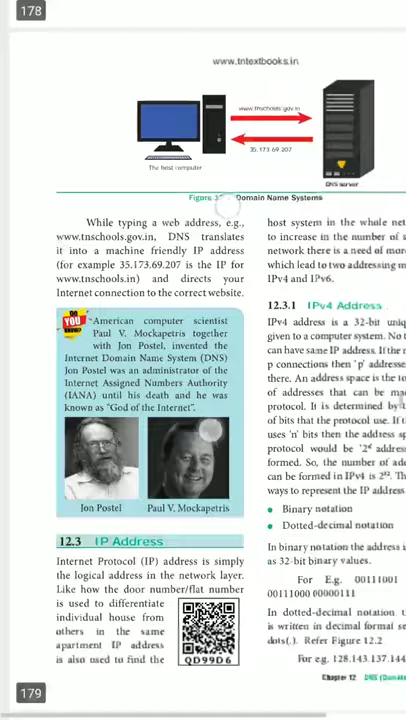 178
www.tntextbooks.in
www.tnschools.gov.in
35.173.69.207
The host computer
DNS server
Domain Name Systems
While typing a web address, e.g.,
www.tnschools.gov.in, DNS translates
it into a machine friendly IP address
(for example 35.173.69.207 is the IP for
www.tnschools.in) and directs your
Internet connection to the correct website.
DO
YOU
KNOW?
American computer scientist
Paul V. Mockapetris together
with Jon Postel, invented the
Internet Domain Name System (DNS)
Jon Postel was an administrator of the
Internet Assigned Numbers Authority
(IANA) until his death and he was
known as "God of the Internet".
Jon Postel
Paul V. Mockapetris
12.3 IP Address
Internet Protocol (IP) address is simply
the logical address in the network layer.
Like how the door number/flat number
is used to differentiate
individual house from
others in the same
apartment IP address
is also used to find the
QD99D6
host system in the whole
to increase in the number of
network there is a need of
which lead to two addressing
IPv4 and IPv6.
12.3.1 IPv4 Address
IPv4 address is a 32-bit
given to a computer system. No
can have same IP address. If the
p connections then 'p'
there. An address space is the
of addresses that can be
protocol. It is determined by
of bits that the protocol use. If
uses 'n' bits then the address
protocol would be
formed. So, the number of
can be formed in IPv4 is 2³².
ways to represent the IP address
• Binary notation
• Dotted-decimal notation
In binary notation the address
as 32-bit binary values.
For E.g. 00111001
00111000 00000111
In dotted-decimal notation
is written in decimal format
dots(.). Refer Figure 12.2
For e.g. 128.143.137.144
Chapter 12 DNS
179